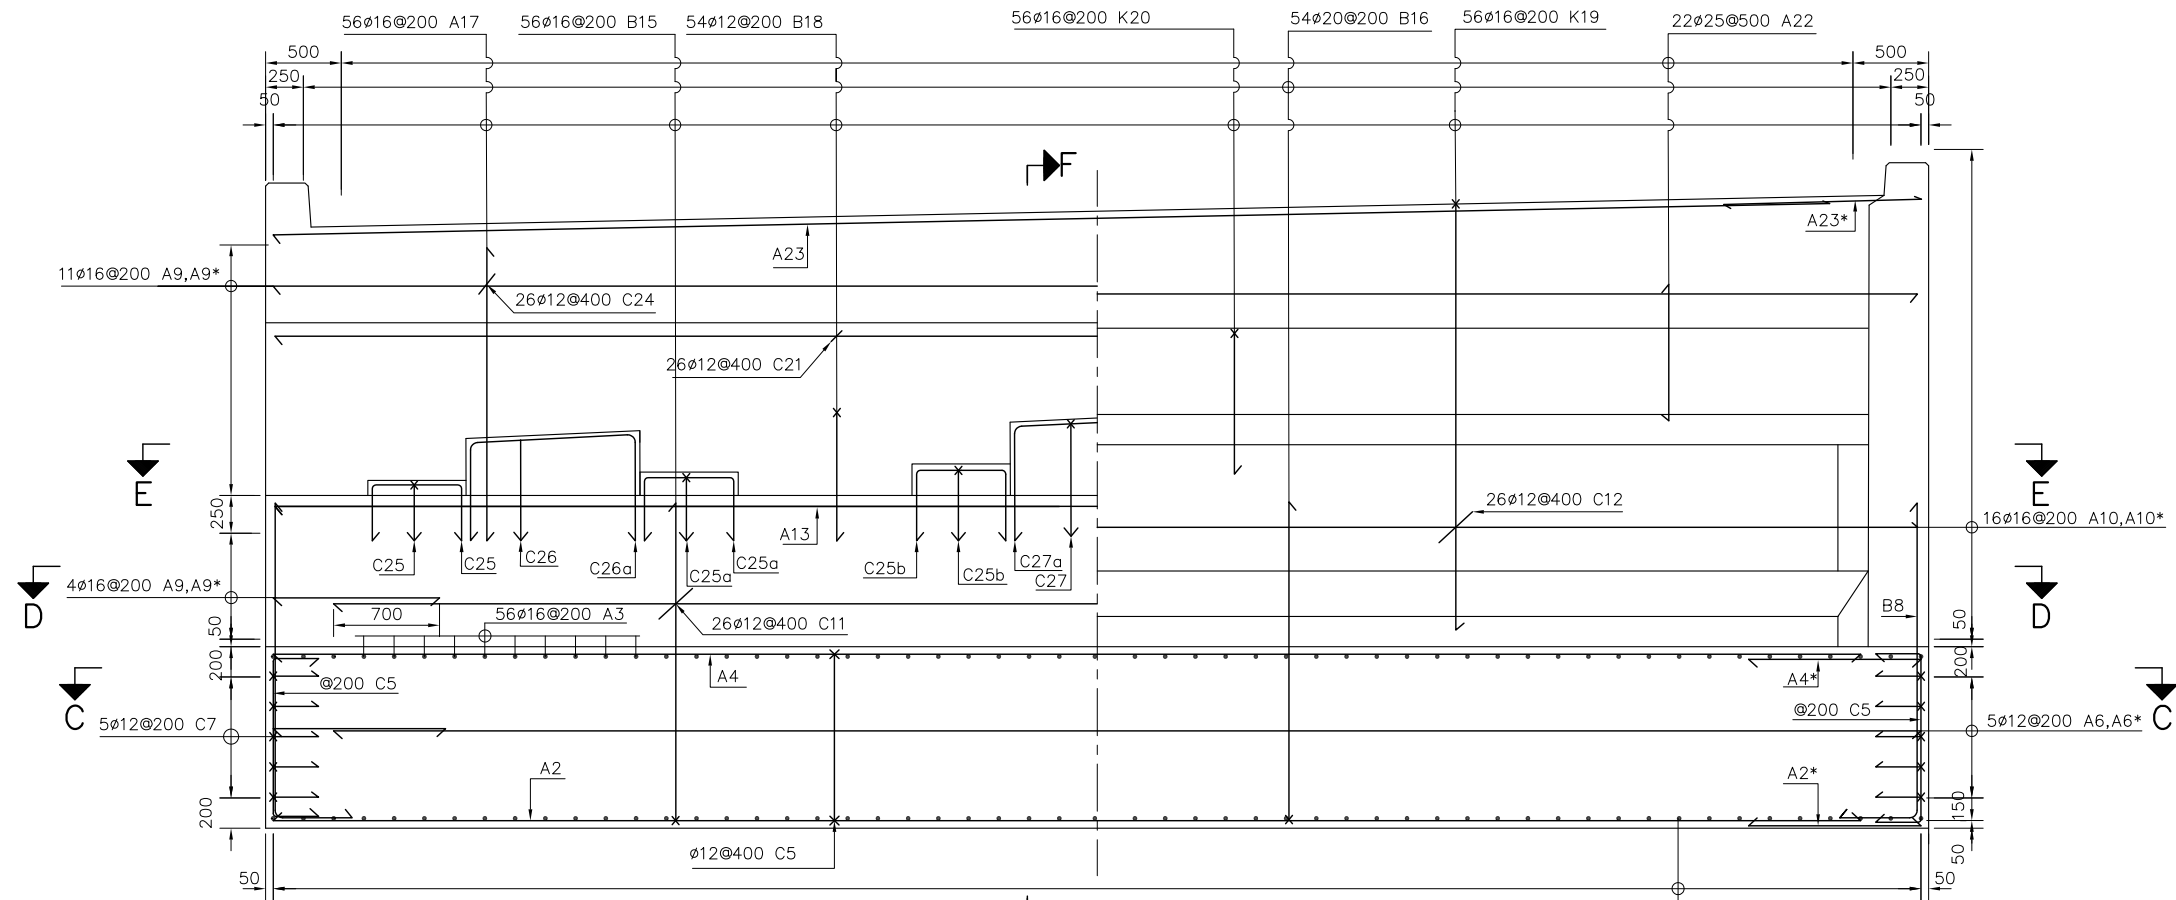 56ø16@200 A17
56ø16@200 B15
54ø12@200 B18
56ø16@200 K20
54ø20@200 B16
56ø16@200 K19
22ø25@500 A22
500
500
250
250
50
50
F
A23*
A23
11ø16@200 A9,A9*
26ø12@400 C24
26ø12@400 C21
E
E
250
26ø12@400 C12
16ø16@200 A10,A10*
A13
C25
C25
C26
C26a
C25a
C25a
C25b
C25b
C27a
C27
4ø16@200 A9,A9*
D
D
700
56ø16@200 A3
26ø12@400 C11
B8
50
50
200
200
@200 C5
A4
A4*
C
C
5ø12@200 C7
@200 C5
5ø12@200 A6,A6*
A2
A2*
200
150
ø12@400 C5
50
50
50